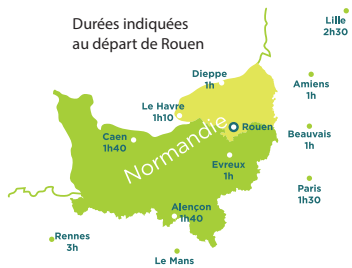 Durées indiquées
au départ de Rouen
Lille
2h30
Dieppe
1h
Amiens
1h
Le Havre
1h10
Rouen
Caen
1h40
Normandie
Beauvais
1h
Evreux
1h
Paris
1h30
Alençon
1h40
Rennes
3h
Le Mans